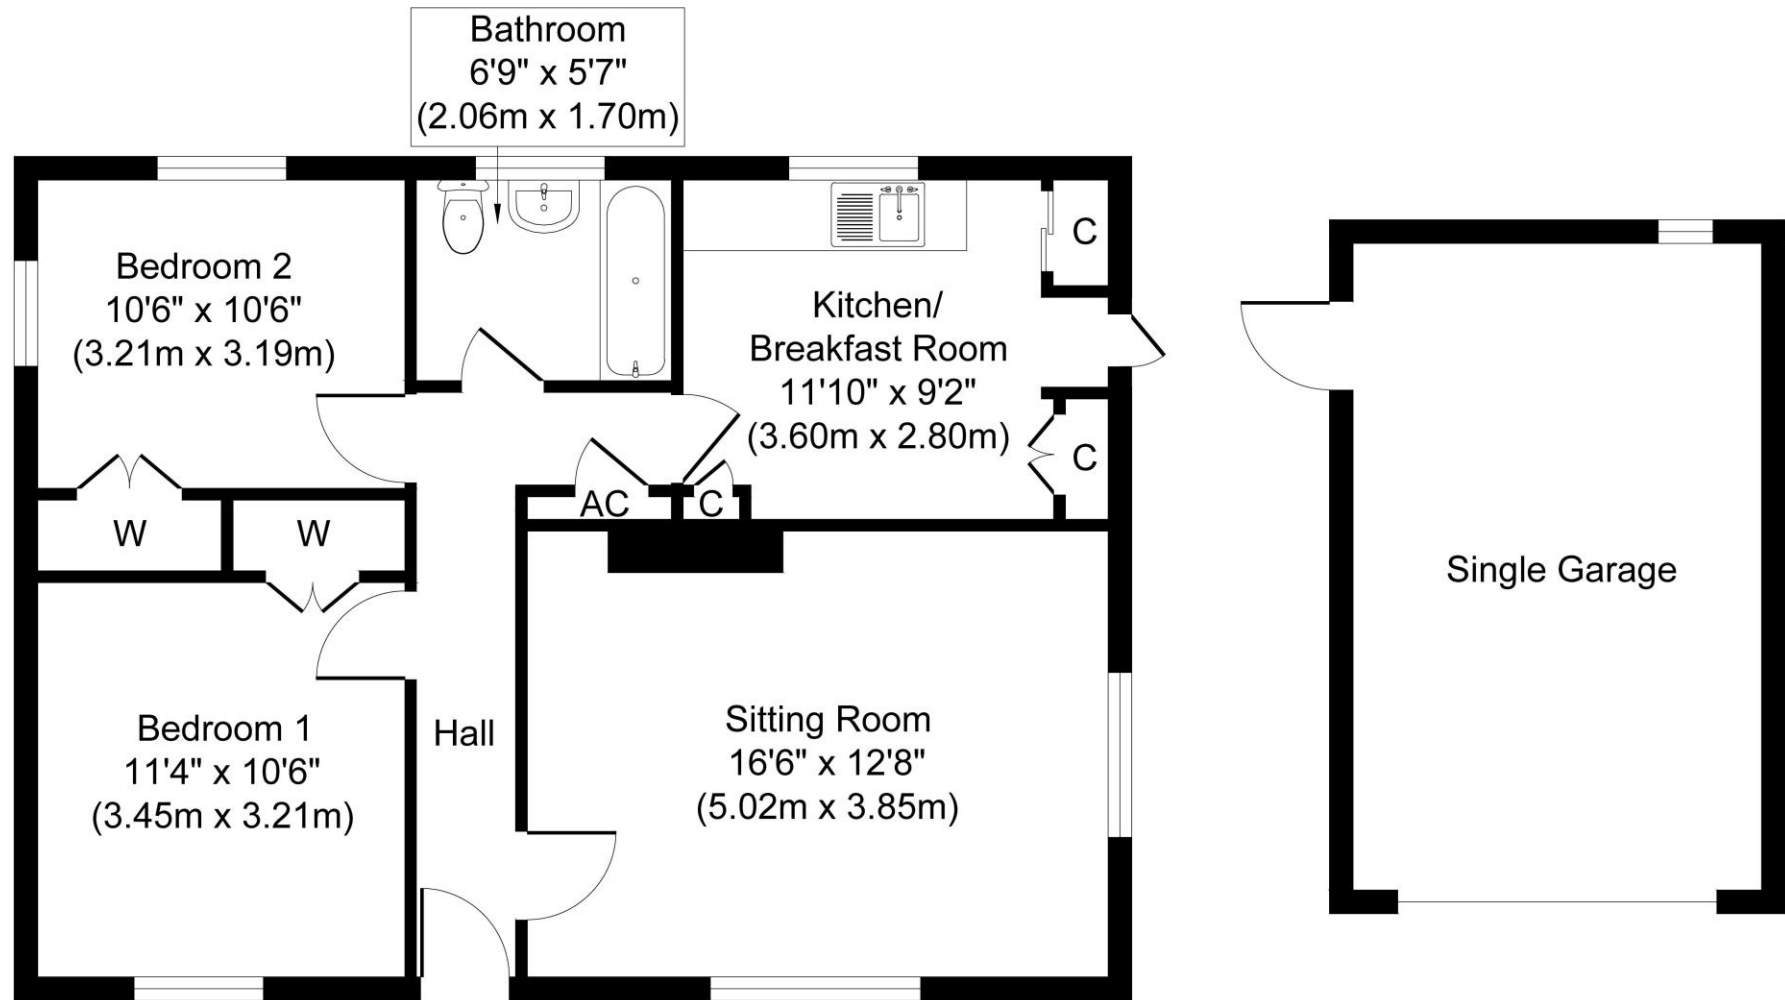 Bathroom
6'9" x 5'7"
(2.06m x 1.70m)
Bedroom 2
10'6" x 10'6"
(3.21m x 3.19m)
Kitchen/
Breakfast Room
11'10" x 9'2"
(3.60m x 2.80m)
C
C
AC
C
W
W
Bedroom 1
11'4" x 10'6"
(3.45m x 3.21m)
Hall
Sitting Room
16'6" x 12'8"
(5.02m x 3.85m)
Single Garage